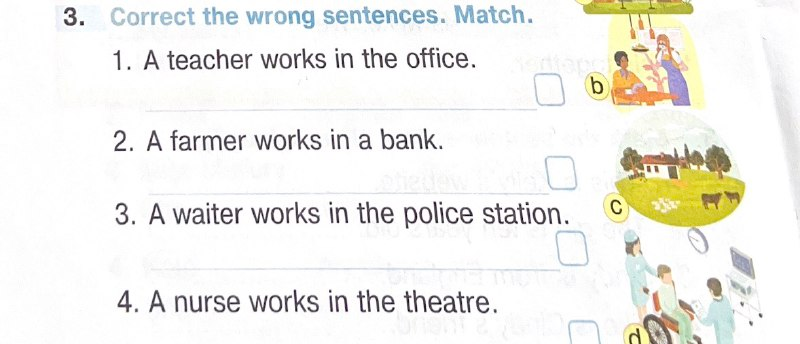 3. Correct the wrong sentences. Match.
1. A teacher works in the office.
b
2. A farmer works in a bank.
3. A waiter works in the police station.
c
4. A nurse works in the theatre.
d